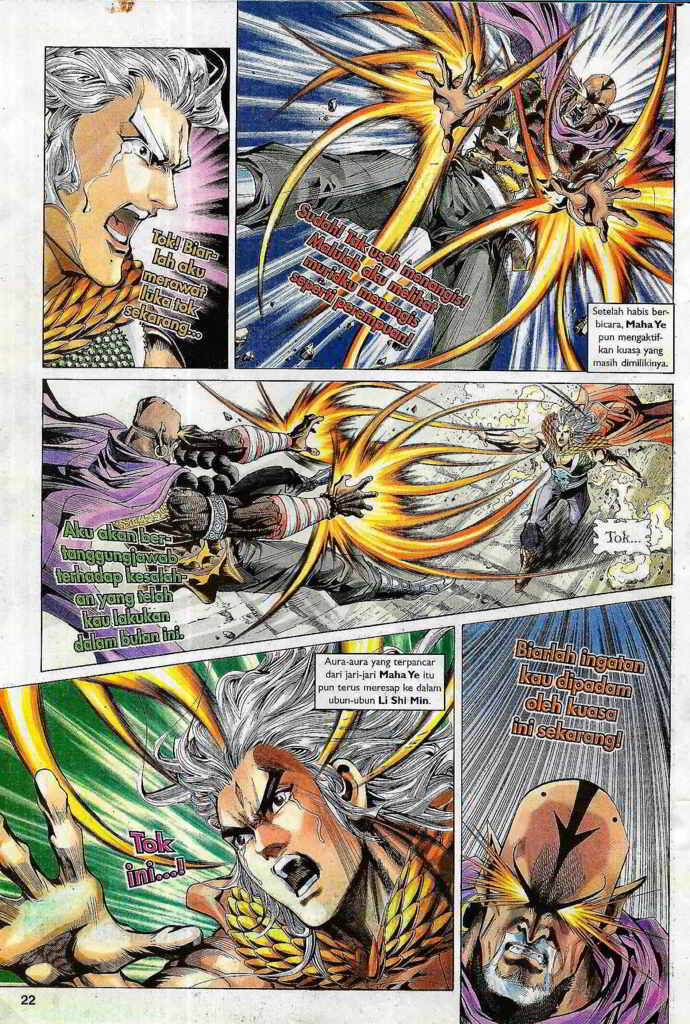 Tok! Biar-
lah aku
merawat
luka tok
sekarang...
Sudah! Tak usah menangis!
Malulah aku melihat
muridku menangis
seperti perempuan!
Setelah habis ber-
bicara, Maha Ye
pun mengaktif-
kan kuasa yang
masih dimilikinya.
Aku akan ber-
tanggungjawab
terhadap kesalah-
an yang telah
kau lakukan
dalam bulan ini.
Tok...
Aura-aura yang terpancar
dari jari-jari Maha Ye itu
pun terus meresap ke dalam
ubun-ubun Li Shi Min.
Tok
ini...!
Biarlah ingatan
kau dipadam
oleh kuasa
ini sekarang!
22